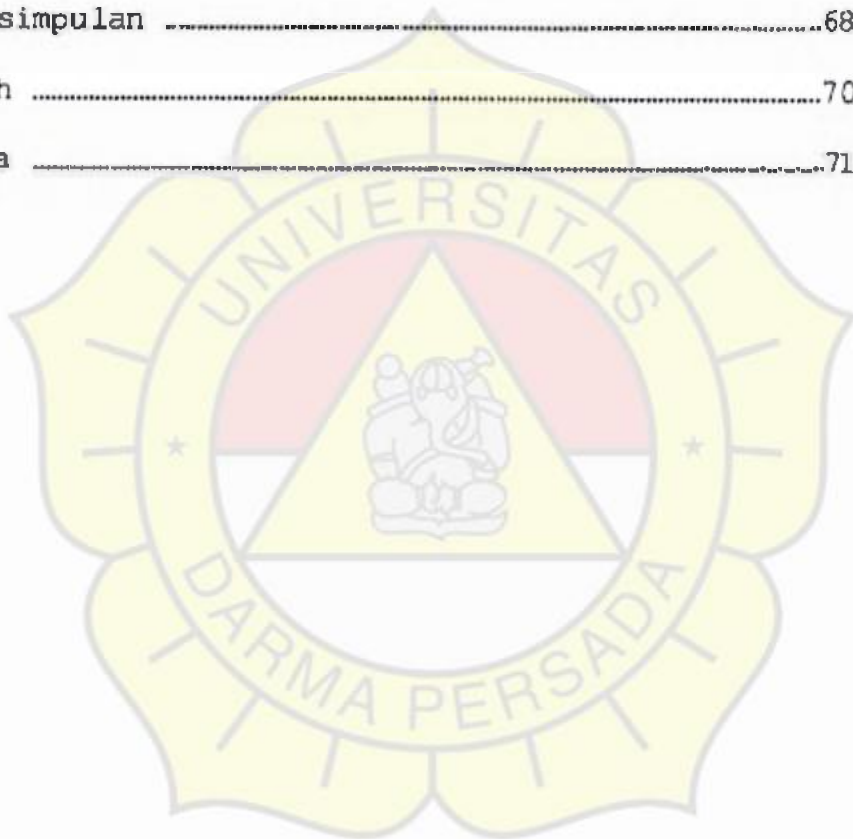 simpulan ........................ 68
h ........................ 70
a ........................ 71
UNIVERSITAS
DARMA PERSADA